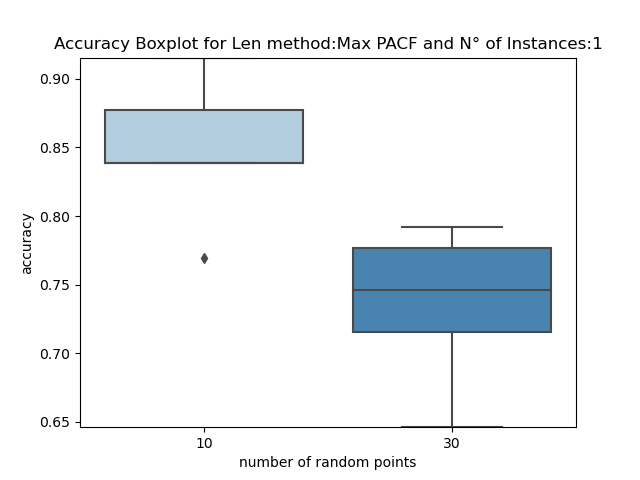 Accuracy Boxplot for Len method:Max PACF and N° of Instances:1
0.90
0.85
0.80
0.75
0.70
0.65
accuracy
10
30
number of random points